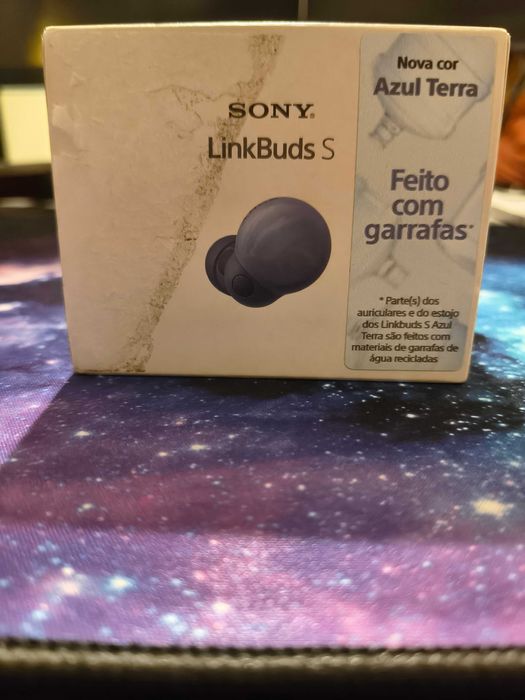 SONY®
LinkBuds S
Nova cor
Azul Terra
Feito
com
garrafas*
* Parte(s) dos
auriculares e do estojo
dos Linkbuds S Azul
Terra são feitos com
materiais de garrafas de
água recicladas